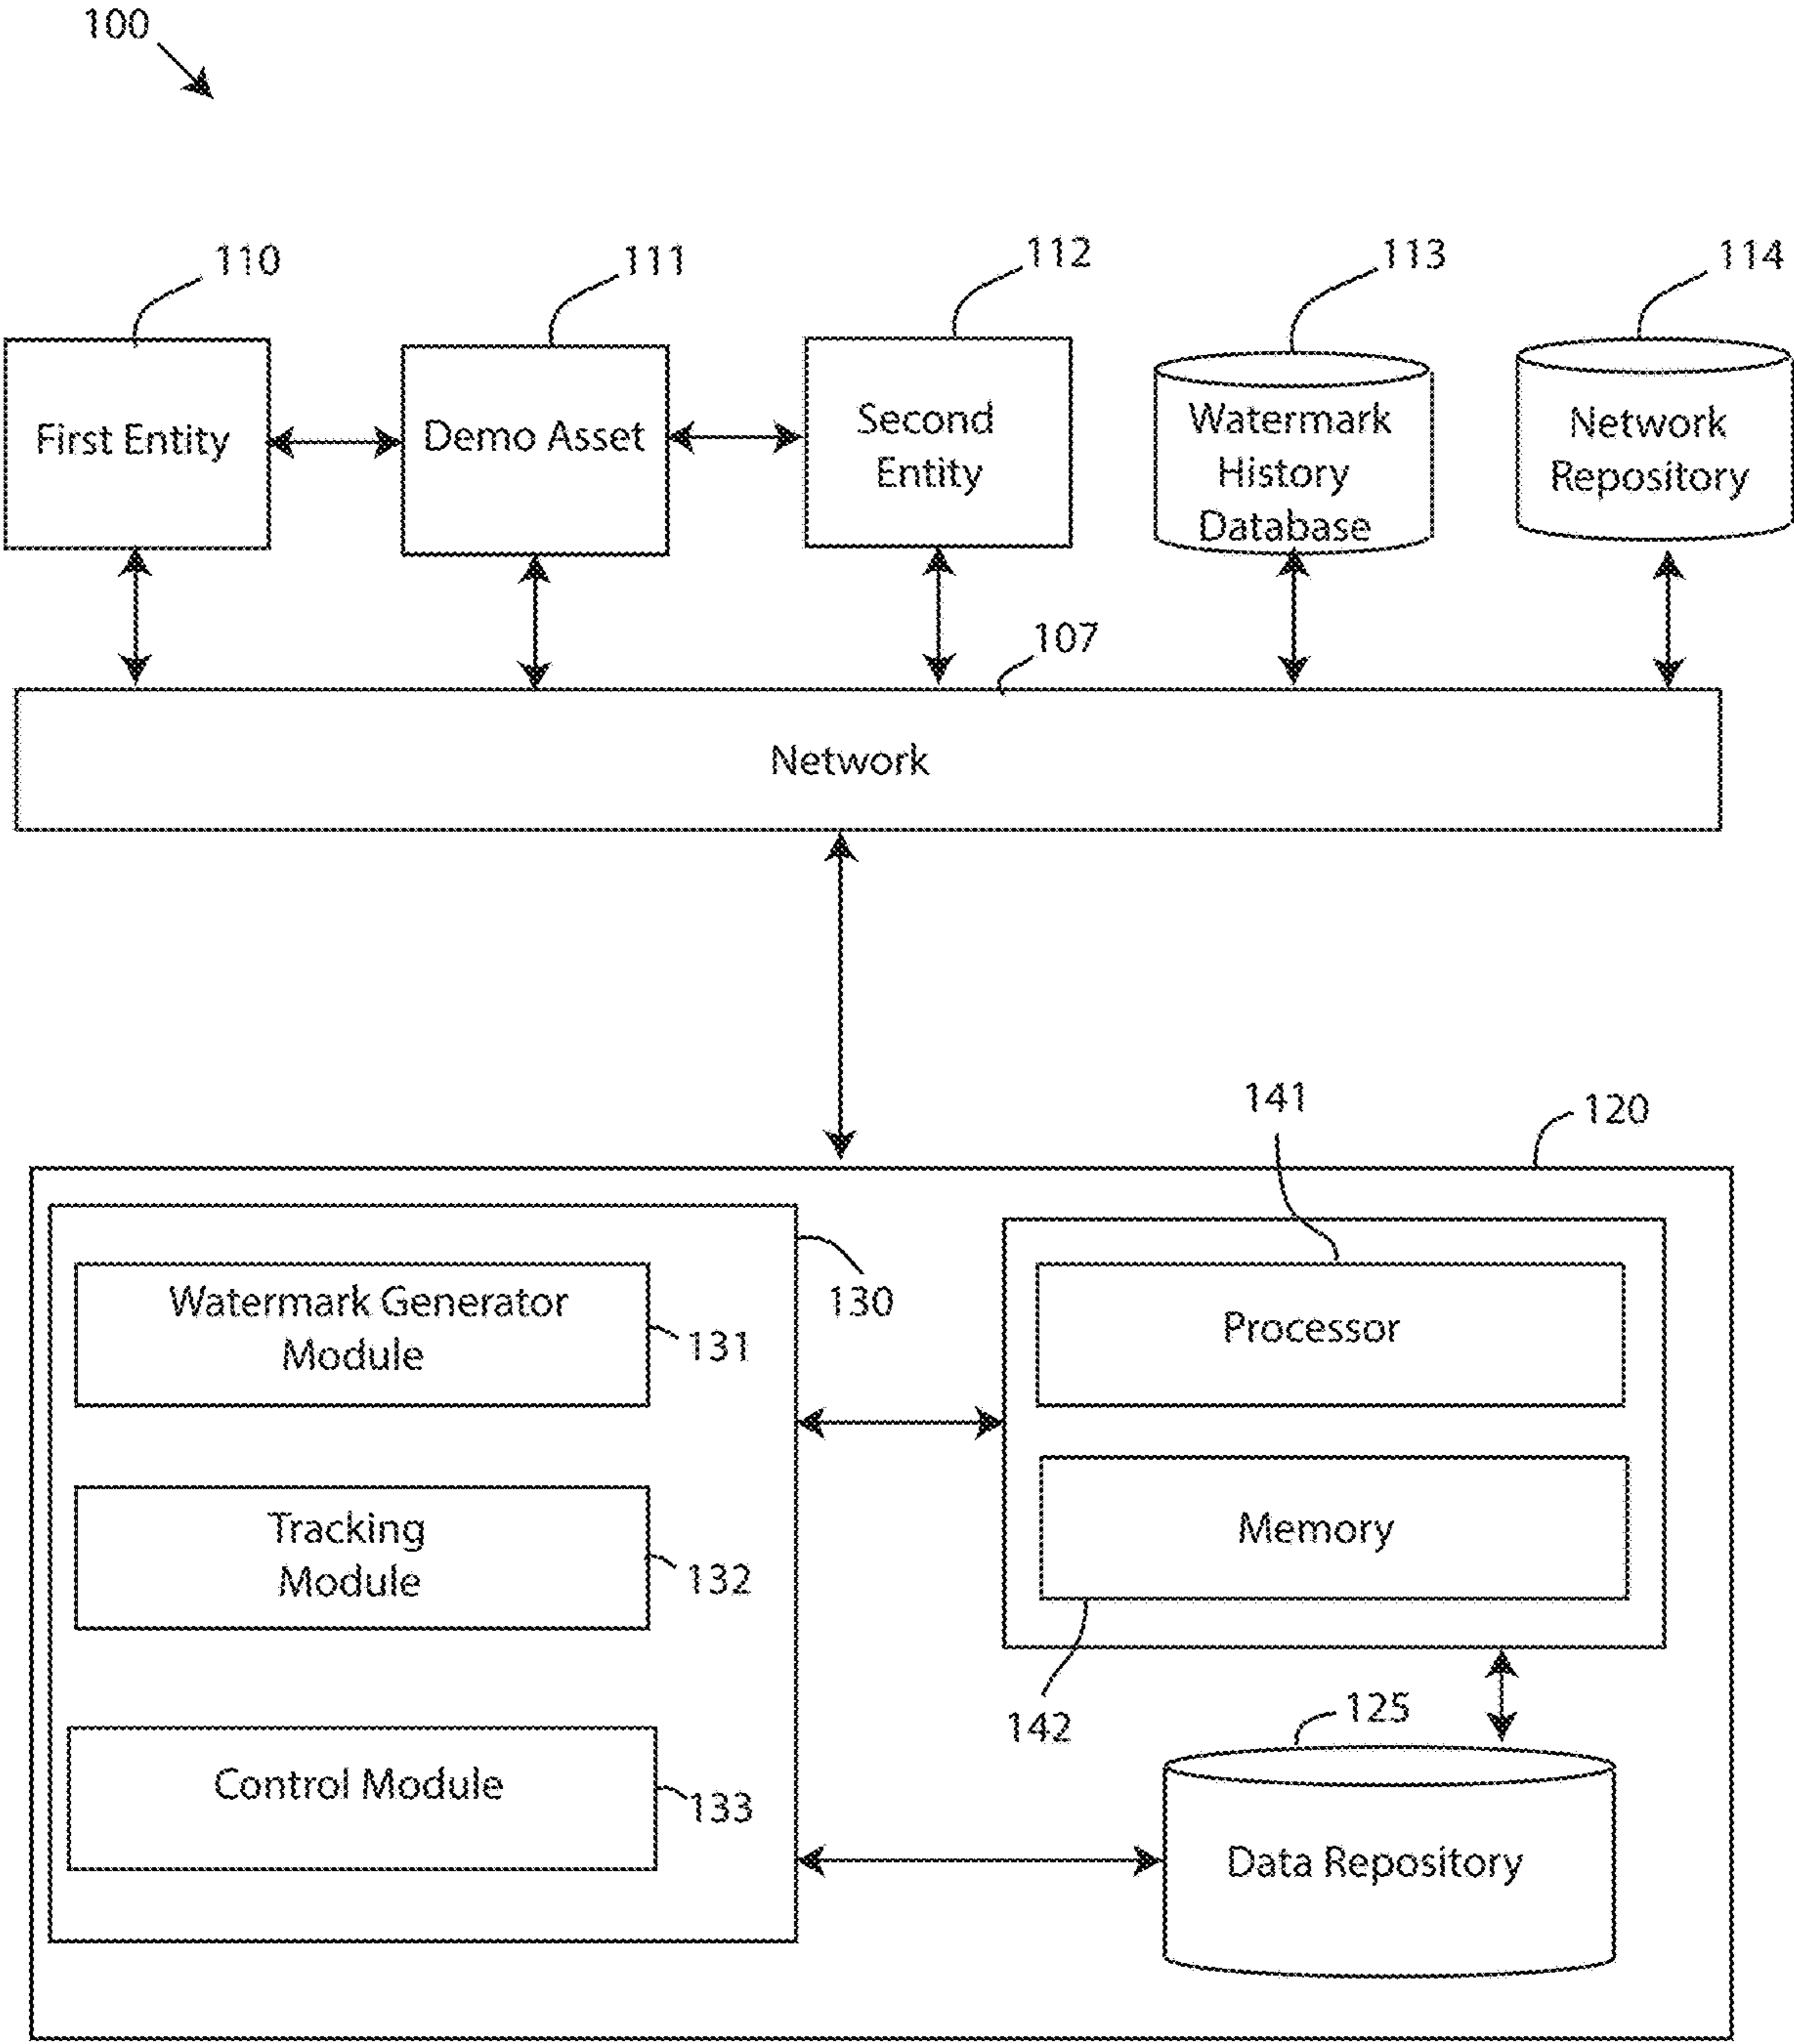 100
110
111
112
113
114
First Entity
Demo Asset
Second
Entity
Watermark
History
Database
Network
Repository
107
Network
141
120
130
Watermark Generator
Module
131
Processor
Tracking
Module
132
Memory
142
125
Control Module
133
Data Repository